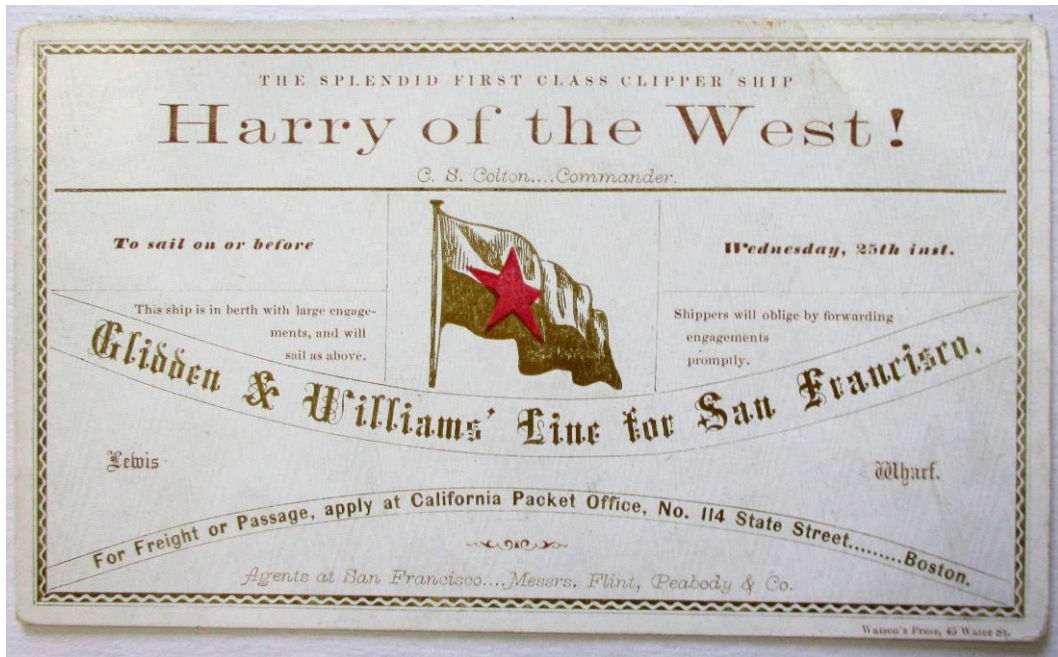 THE SPLENDID FIRST CLASS CLIPPER SHIP
Harry of the West!
C. S. Colton....Commander.
To sail on or before
Wednesday, 25th inst.
This ship is in berth with large engage-
ments, and will
sail as above.
Shippers will oblige by forwarding
engagements
promptly.
Glidden & Williams' Line for San Francisco.
Lewis
Wharf.
For Freight or Passage, apply at California Packet Office, No. 114 State Street.........Boston.
Agents at San Francisco....Messrs. Flint, Peabody & Co.
Watson's Press, 45 Water St.